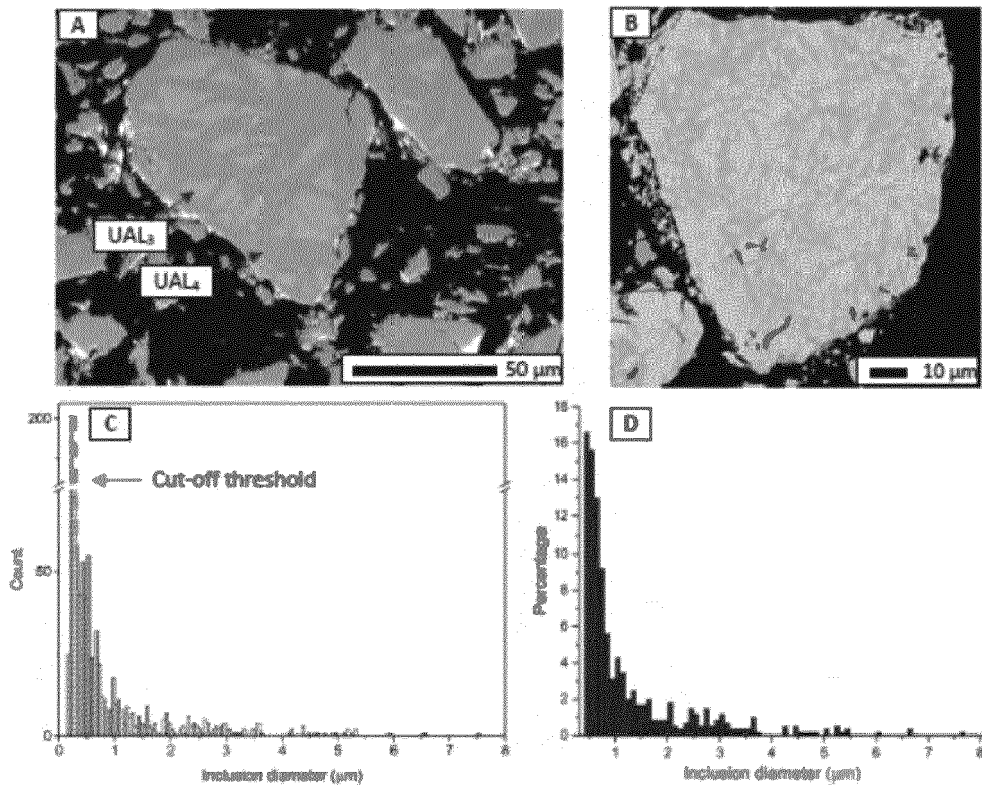 A
UAL₃
UAL₄
50 µm
B
10 µm
C
200
50
0
Count
Cut-off threshold
0 1 2 3 4 5 6 7 8
Inclusion diameter (µm)
D
18
16
14
12
10
8
6
4
2
0
Percentage
1 2 3 4 5 6 7 8
Inclusion diameter (µm)